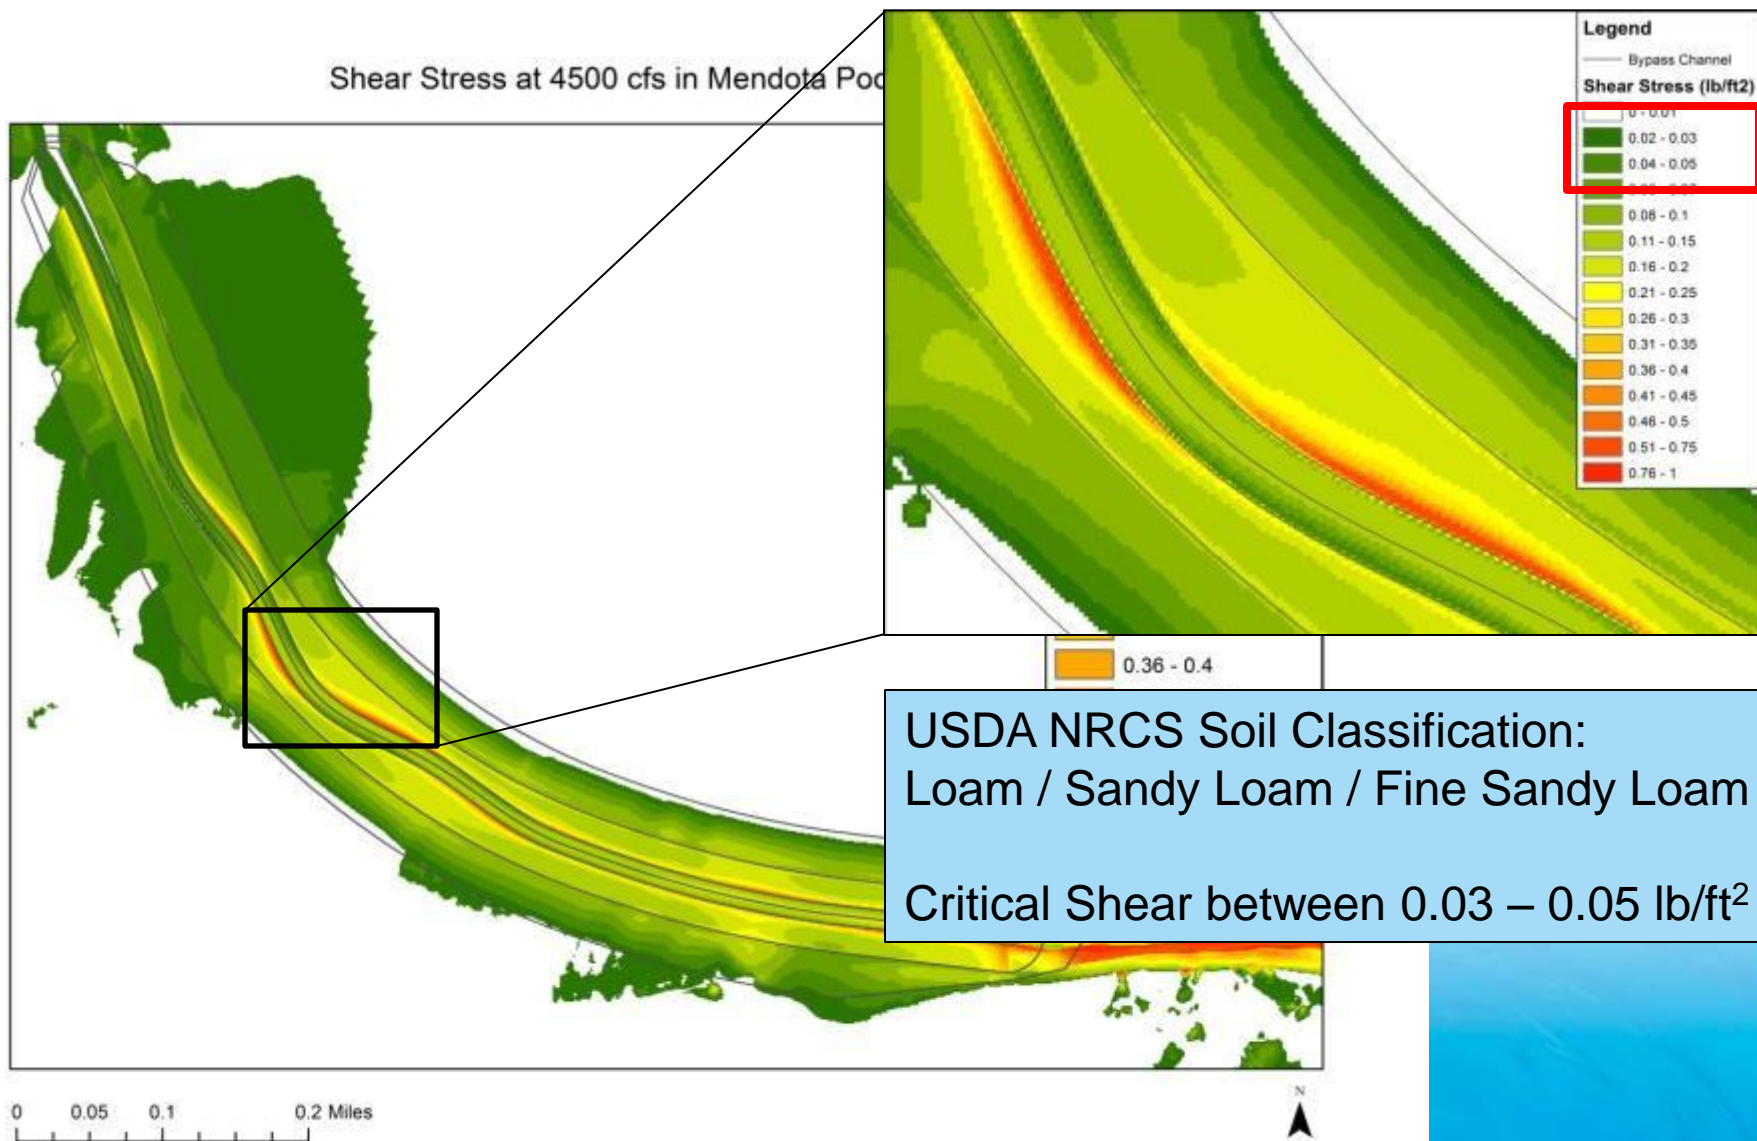 Shear Stress at 4500 cfs in Mendota
Legend
Bypass Channel
Shear Stress (lb/ft2)
0 - 0.01
0.02 - 0.03
0.04 - 0.05
0.08 - 0.1
0.11 - 0.15
0.16 - 0.2
0.21 - 0.25
0.26 - 0.3
0.31 - 0.35
0.36 - 0.4
0.41 - 0.45
0.46 - 0.5
0.51 - 0.75
0.76 - 1
0.36 - 0.4
USDA NRCS Soil Classification:
Loam / Sandy Loam / Fine Sandy Loam
Critical Shear between 0.03 – 0.05 lb/ft²
0 0.05 0.1 0.2 Miles
N